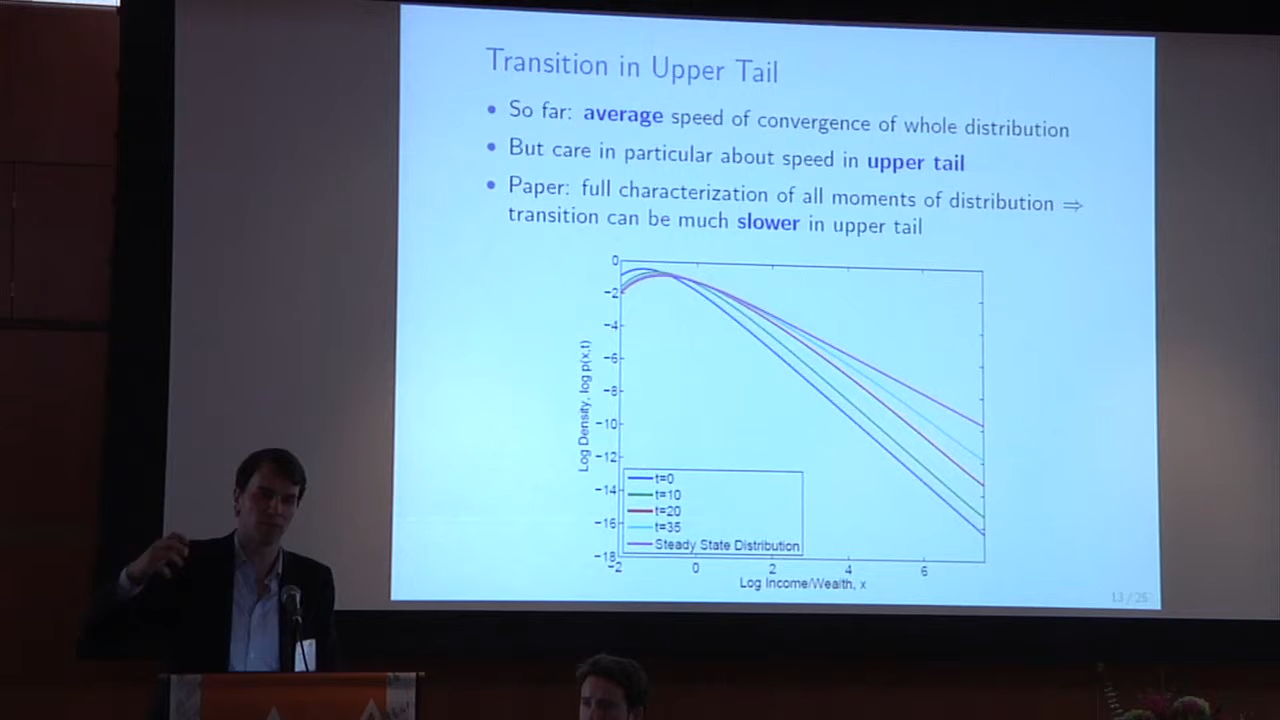 Transition in Upper Tail
• So far: average speed of convergence of whole distribution
• But care in particular about speed in upper tail
• Paper: full characterization of all moments of distribution ⇒
transition can be much slower in upper tail
0
−2
−4
−6
−8
−10
−12
−14
−16
−18
Log Density, log p(x,t)
t=0
t=10
t=20
t=35
Steady State Distribution
−2 0 2 4 6
Log Income/Wealth, x
13 / 25